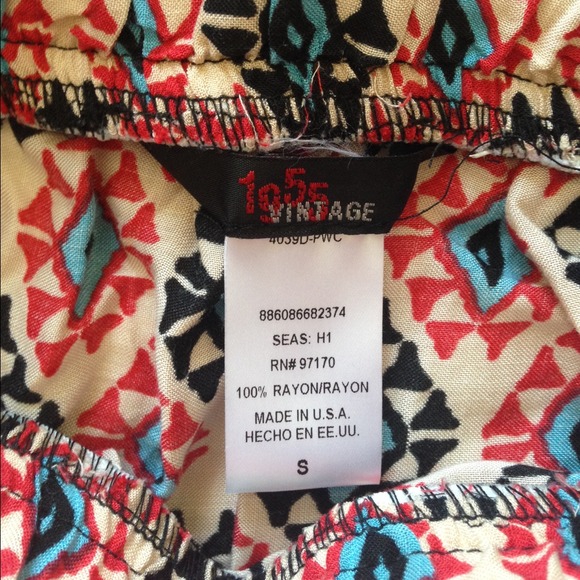 1955
VINTAGE
4039D-PWC
886086682374
SEAS: H1
RN# 97170
100% RAYON/RAYON
MADE IN U.S.A.
HECHO EN EE.UU.
S